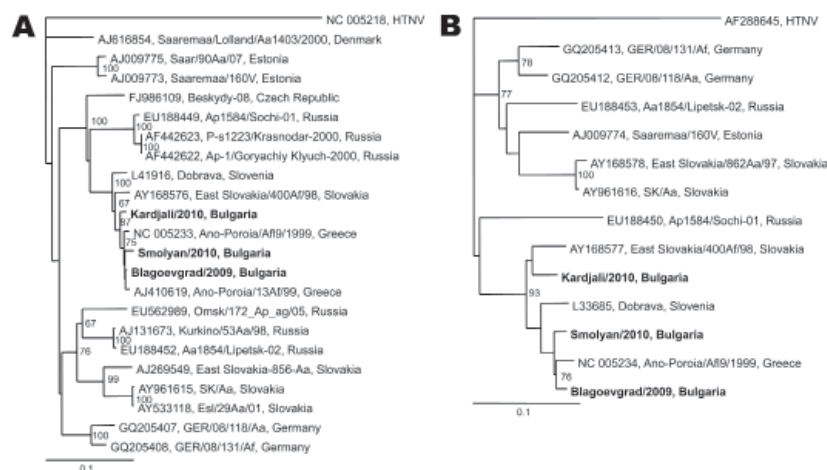 A
NC 005218, HTNV
AJ616854, Saaremaa/Lolland/Aa1403/2000, Denmark
AJ009775, Saar/90Aa/07, Estonia
100
AJ009773, Saaremaa/160V, Estonia
FJ986109, Beskydy-08, Czech Republic
EU188449, Ap1584/Sochi-01, Russia
100
100
AF442623, P-s1223/Krasnodar-2000, Russia
100
AF442622, Ap-1/Goryachiy Klyuch-2000, Russia
L41916, Dobrava, Slovenia
100
AY168576, East Slovakia/400Af/98, Slovakia
67
Kardjali/2010, Bulgaria
87
NC 005233, Ano-Poroia/Afl9/1999, Greece
75
Smolyan/2010, Bulgaria
Blagoevgrad/2009, Bulgaria
AJ410619, Ano-Poroia/13Af/99, Greece
EU562989, Omsk/172_Ap_ag/05, Russia
67
AJ131673, Kurkino/53Aa/98, Russia
100
EU188452, Aa1854/Lipetsk-02, Russia
76
AJ269549, East Slovakia-856-Aa, Slovakia
99
AY961615, SK/Aa, Slovakia
100
AY533118, Esl/29Aa/01, Slovakia
GQ205407, GER/08/118/Aa, Germany
100
GQ205408, GER/08/131/Af, Germany
0.1
B
AF288645, HTNV
GQ205413, GER/08/131/Af, Germany
78
GQ205412, GER/08/118/Aa, Germany
77
EU188453, Aa1854/Lipetsk-02, Russia
AJ009774, Saaremaa/160V, Estonia
AY168578, East Slovakia/862Aa/97, Slovakia
100
AY961616, SK/Aa, Slovakia
EU188450, Ap1584/Sochi-01, Russia
AY168577, East Slovakia/400Af/98, Slovakia
Kardjali/2010, Bulgaria
93
L33685, Dobrava, Slovenia
Smolyan/2010, Bulgaria
NC 005234, Ano-Poroia/Afl9/1999, Greece
76
Blagoevgrad/2009, Bulgaria
0.1